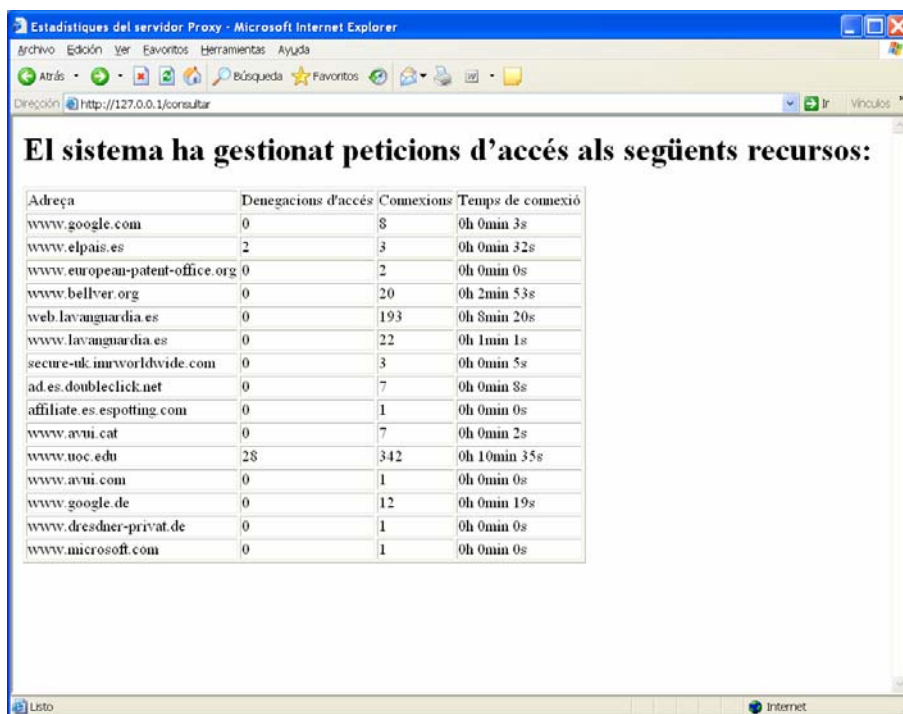 Estadístiques del servidor Proxy - Microsoft Internet Explorer
Archivo Edición Ver Favoritos Herramientas Ayuda
Atrás Búsqueda Favoritos
Dirección http://127.0.0.1/consultar Ir Vínculos
El sistema ha gestionat peticions d'accés als següents recursos:
Adreça Denegacions d'accés Connexions Temps de connexió
www.google.com 0 8 0h 0min 3s
www.elpais.es 2 3 0h 0min 32s
www.european-patent-office.org 0 2 0h 0min 0s
www.bellver.org 0 20 0h 2min 53s
web.lavanguardia.es 0 193 0h 8min 20s
www.lavanguardia.es 0 22 0h 1min 1s
secure-uk.imrworldwide.com 0 3 0h 0min 5s
ad.es.doubleclick.net 0 7 0h 0min 8s
affiliate.es.espotting.com 0 1 0h 0min 0s
www.avui.cat 0 7 0h 0min 2s
www.uoc.edu 28 342 0h 10min 35s
www.avui.com 0 1 0h 0min 0s
www.google.de 0 12 0h 0min 19s
www.dresdner-privat.de 0 1 0h 0min 0s
www.microsoft.com 0 1 0h 0min 0s
Listo Internet